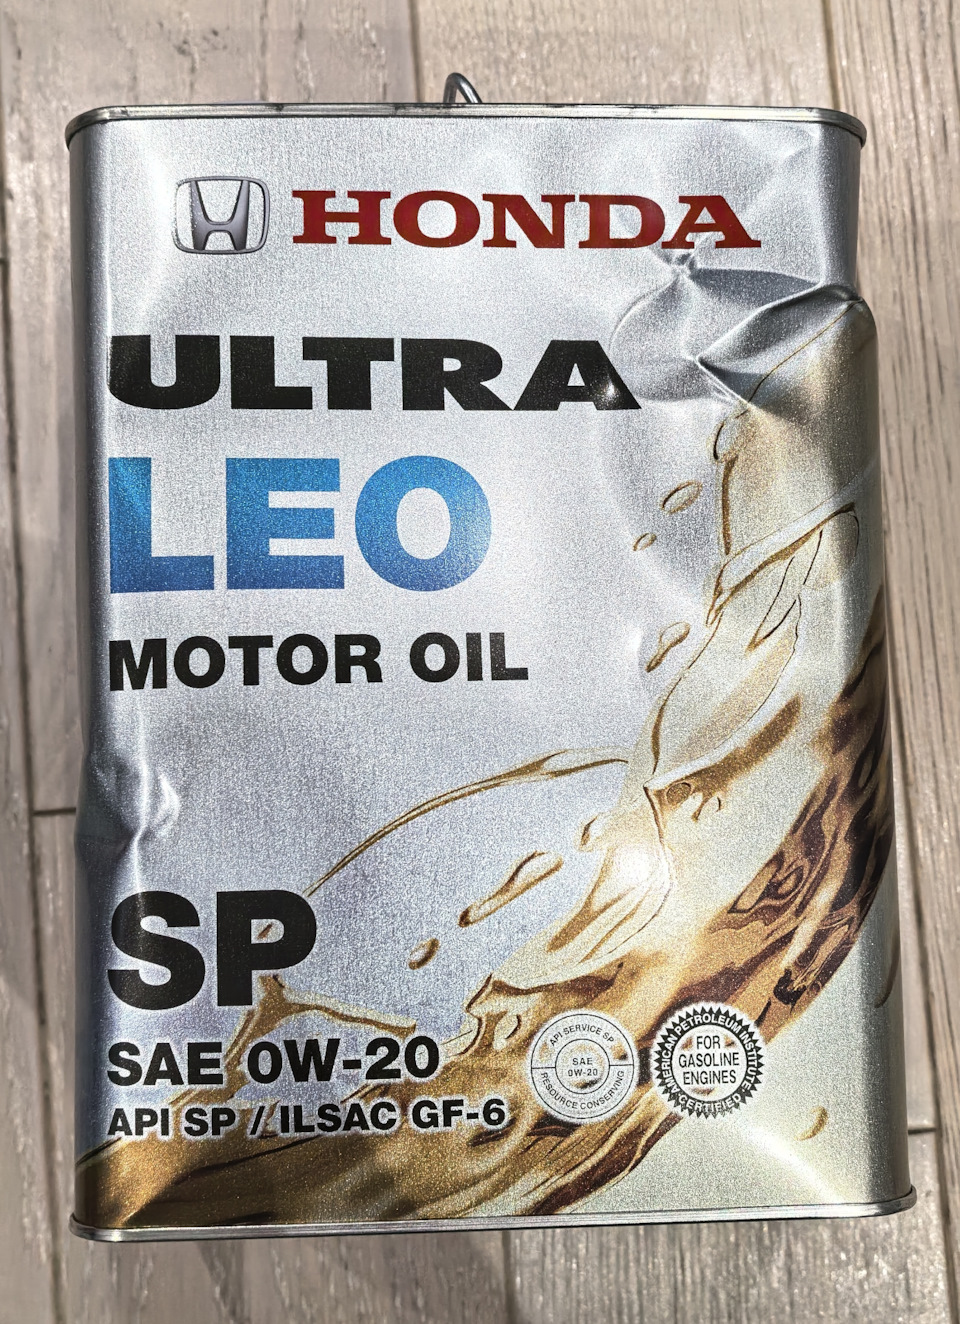 HONDA
ULTRA
LEO
MOTOR OIL
SP
SAE 0W-20
API SP / ILSAC GF-6
API SERVICE SP
SAE
0W-20
RESOURCE CONSERVING
AMERICAN PETROLEUM INSTITUTE
FOR
GASOLINE
ENGINES
CERTIFIED